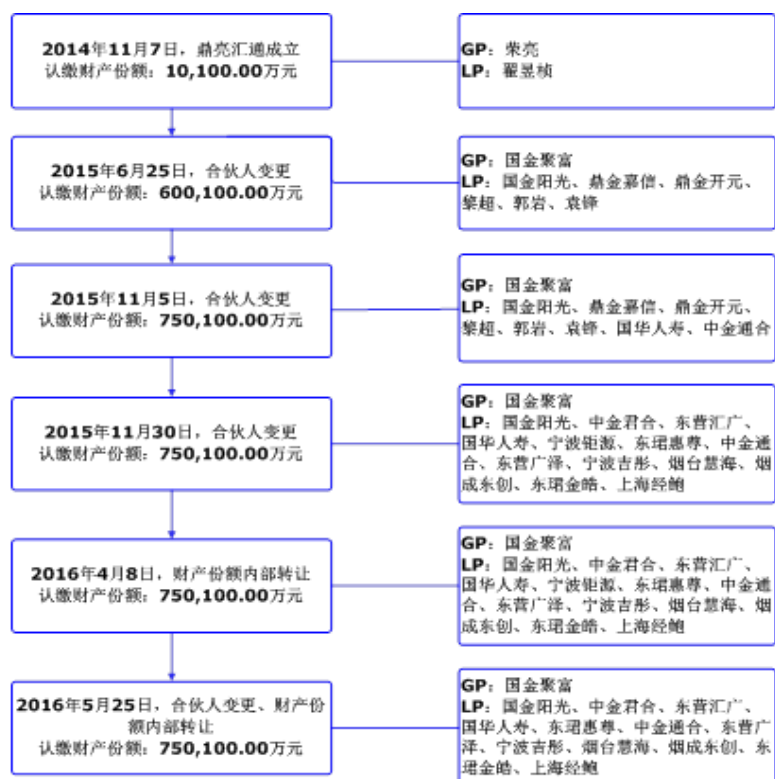 2014年11月7日，鼎亮汇通成立
认缴财产份额：10,100.00万元
GP：荣亮
LP：翟昱桢
2015年6月25日，合伙人变更
认缴财产份额：600,100.00万元
GP：国金聚富
LP：国金阳光、鼎金嘉信、鼎金开元、
黎超、郭岩、袁锋
2015年11月5日，合伙人变更
认缴财产份额：750,100.00万元
GP：国金聚富
LP：国金阳光、鼎金嘉信、鼎金开元、
黎超、郭岩、袁锋、国华人寿、中金通合
2015年11月30日，合伙人变更
认缴财产份额：750,100.00万元
GP：国金聚富
LP：国金阳光、中金君合、东营汇广、
国华人寿、宁波钜源、东珺惠尊、中金通
合、东营广泽、宁波吉彤、烟台慧海、烟
成东创、东珺金皓、上海经鲍
2016年4月8日，财产份额内部转让
认缴财产份额：750,100.00万元
GP：国金聚富
LP：国金阳光、中金君合、东营汇广、
国华人寿、宁波钜源、东珺惠尊、中金通
合、东营广泽、宁波吉彤、烟台慧海、烟
成东创、东珺金皓、上海经鲍
2016年5月25日，合伙人变更、财产份
额内部转让
认缴财产份额：750,100.00万元
GP：国金聚富
LP：国金阳光、中金君合、东营汇广、
国华人寿、东珺惠尊、中金通合、东营广
泽、宁波吉彤、烟台慧海、烟成东创、东
珺金皓、上海经鲍